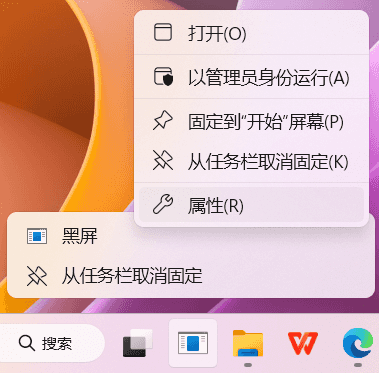 打开(O)
以管理员身份运行(A)
固定到“开始”屏幕(P)
从任务栏取消固定(K)
属性(R)
黑屏
从任务栏取消固定
搜索